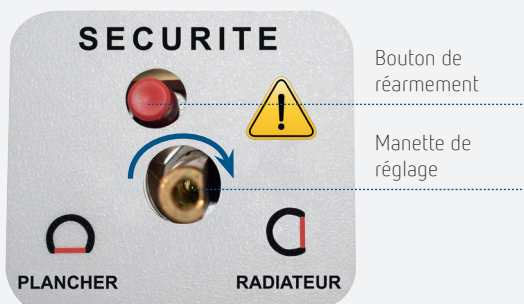 SECURITE
Bouton de
réarmement
Manette de
réglage
PLANCHER
RADIATEUR